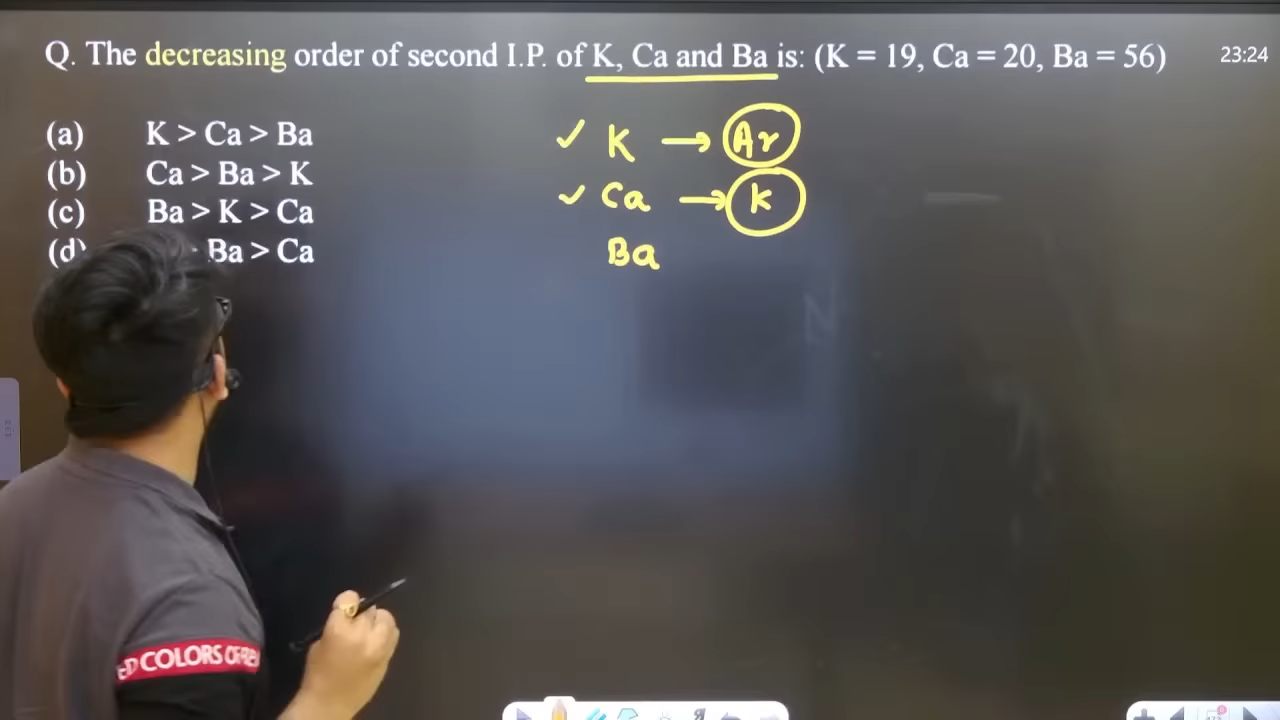 Q. The decreasing order of second I.P. of K, Ca and Ba is: (K = 19, Ca = 20, Ba = 56)
23:24
(a) K > Ca > Ba
(b) Ca > Ba > K
(c) Ba > K > Ca
(d) Ba > Ca
✓ K → Ar
✓ Ca → K
Ba
COLORS OF